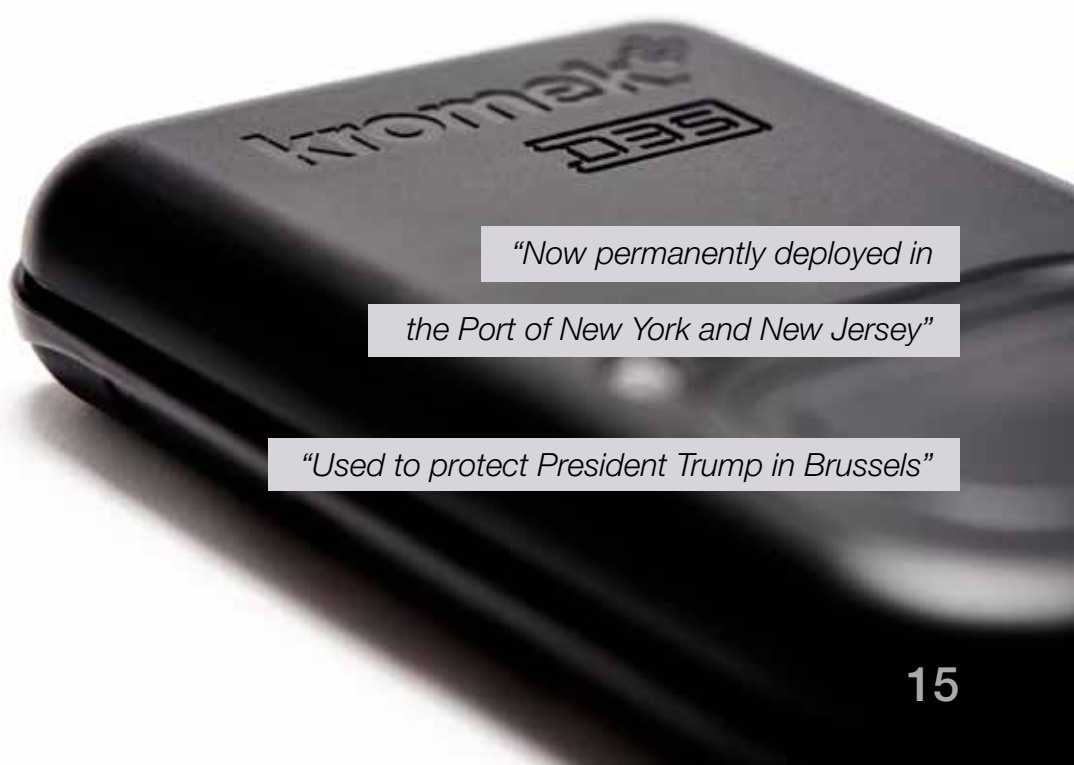 kromek
D3S
“Now permanently deployed in
the Port of New York and New Jersey”
“Used to protect President Trump in Brussels”
15